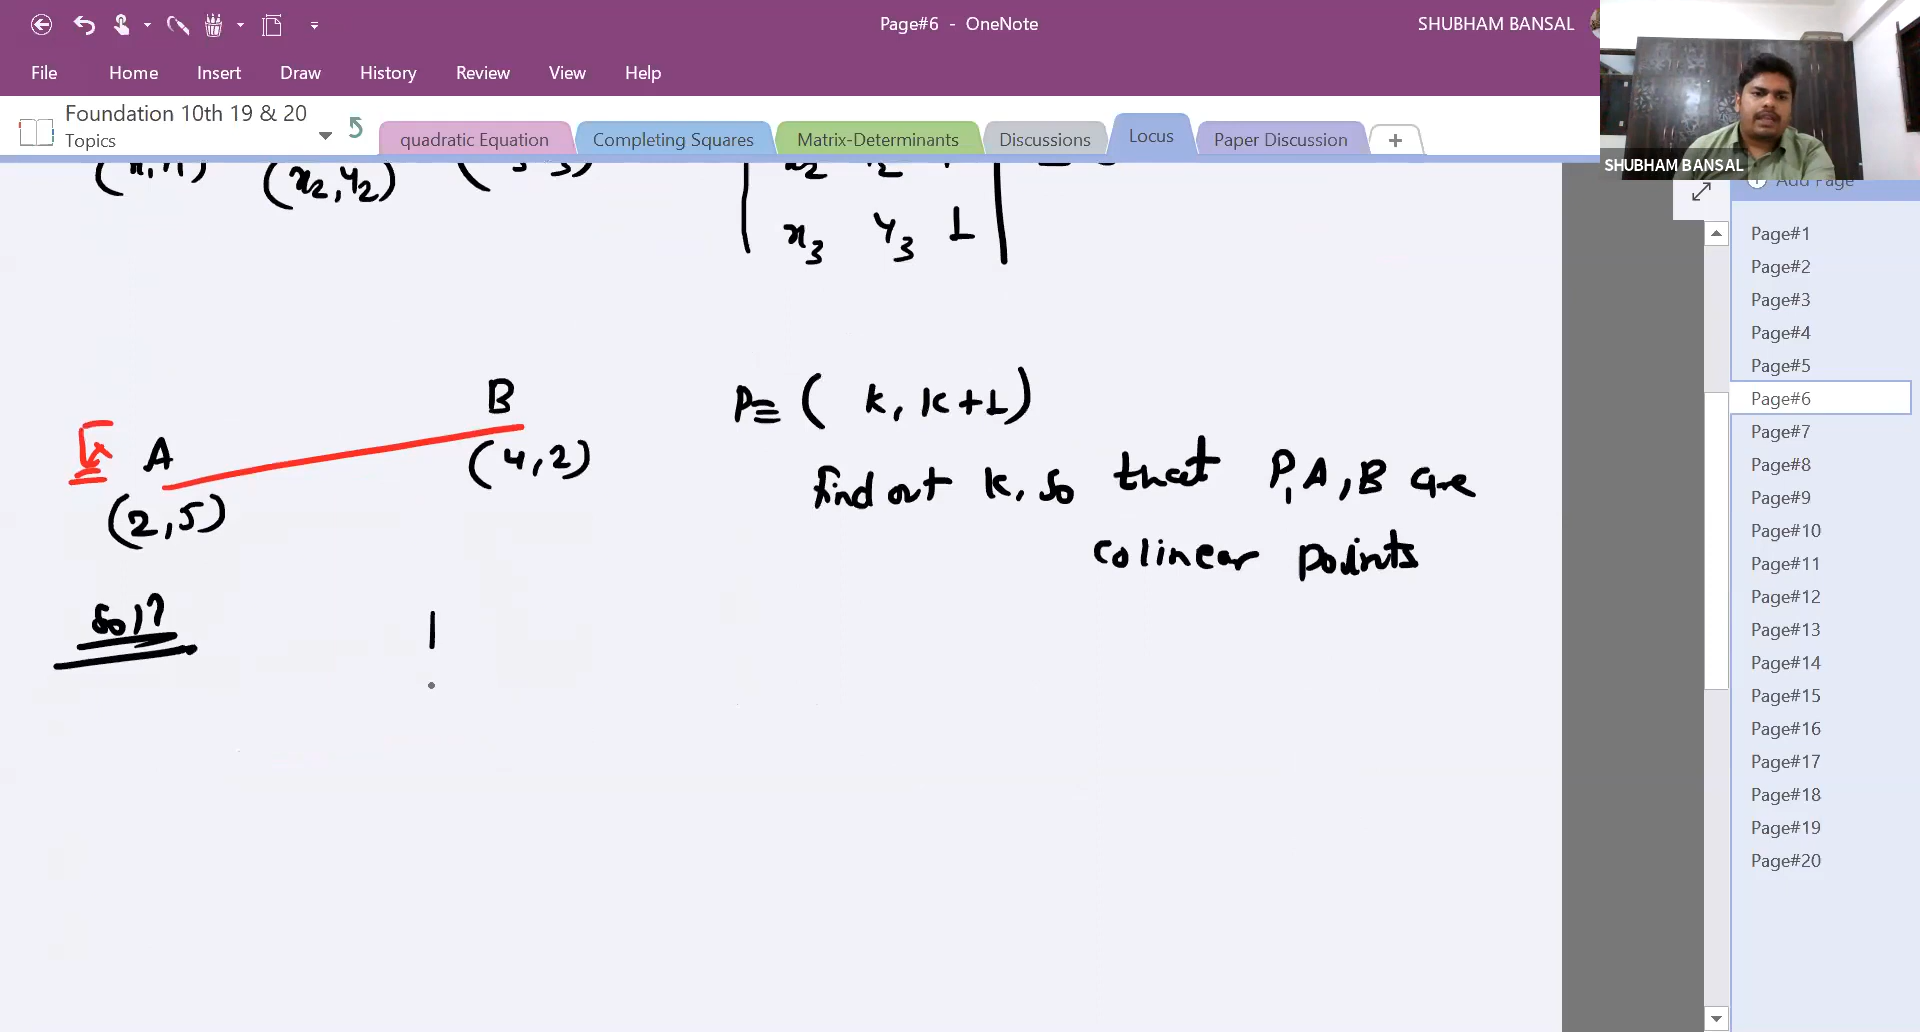 Page#6 - OneNote
SHUBHAM BANSAL
File Home Insert Draw History Review View Help
Foundation 10th 19 & 20
Topics
quadratic Equation
Completing Squares
Matrix-Determinants
Discussions
Locus
Paper Discussion
+
SHUBHAM BANSAL
Add Page
(x2, y2)
x3 y3 1
A
(2,5)
B
(4,2)
P≡ ( k, k+1)
find out k, so that P, A, B are
colinear points
Sol?
Page#1
Page#2
Page#3
Page#4
Page#5
Page#6
Page#7
Page#8
Page#9
Page#10
Page#11
Page#12
Page#13
Page#14
Page#15
Page#16
Page#17
Page#18
Page#19
Page#20